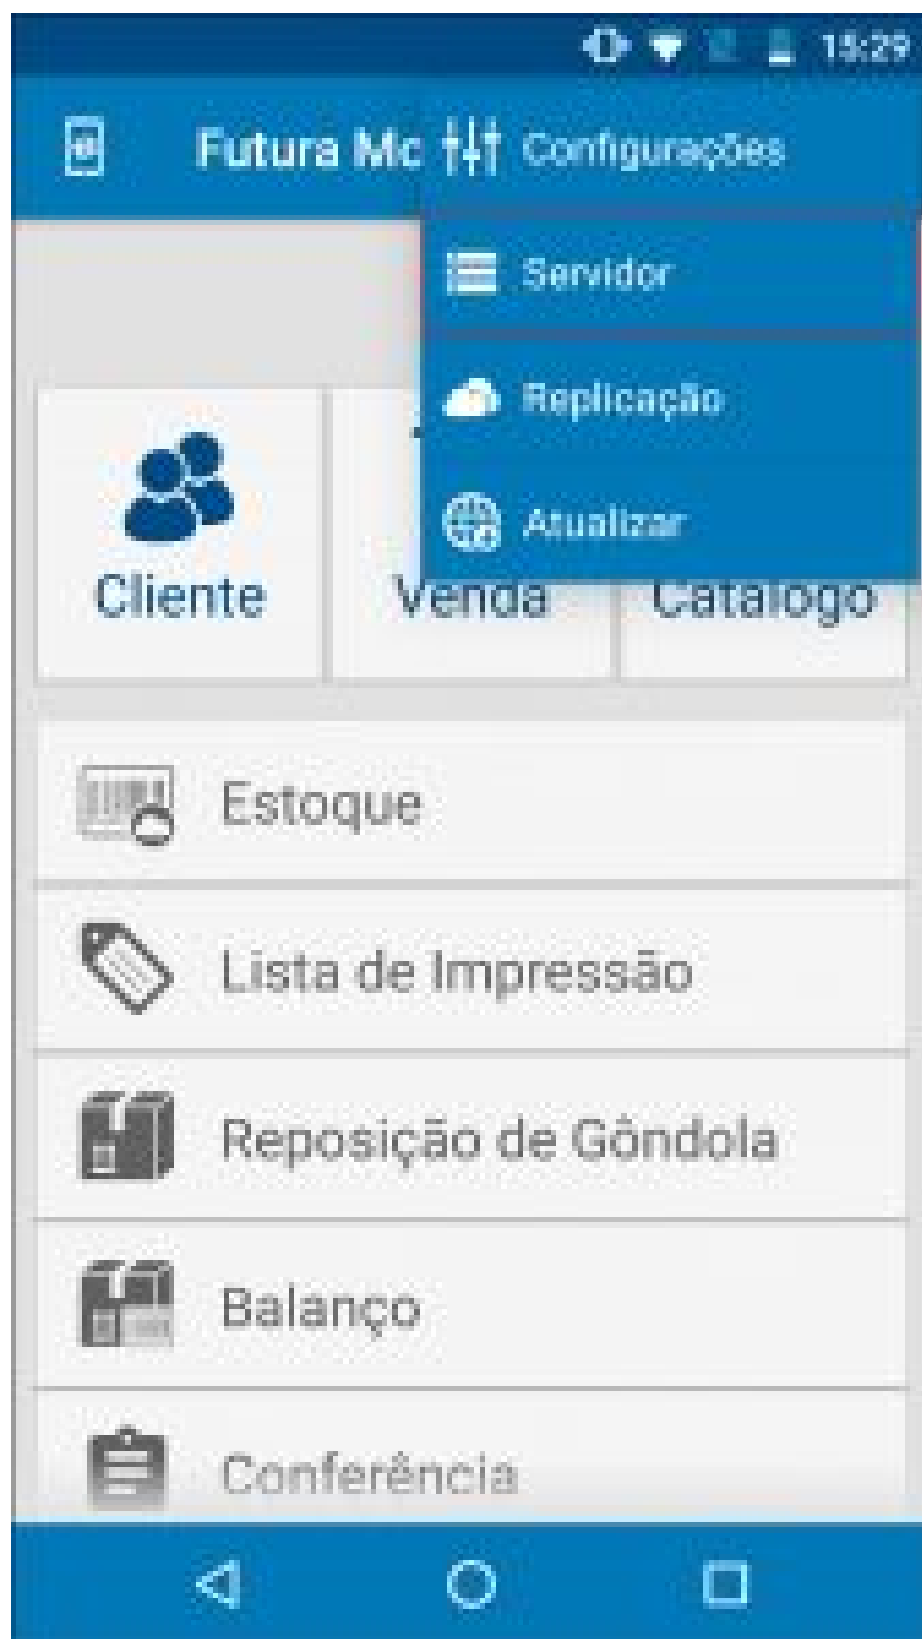 15:29
Futura Mo
Configurações
Servidor
Replicação
Atualizar
Cliente
Venda
Catálogo
Estoque
Lista de Impressão
Reposição de Gôndola
Balanço
Conferência